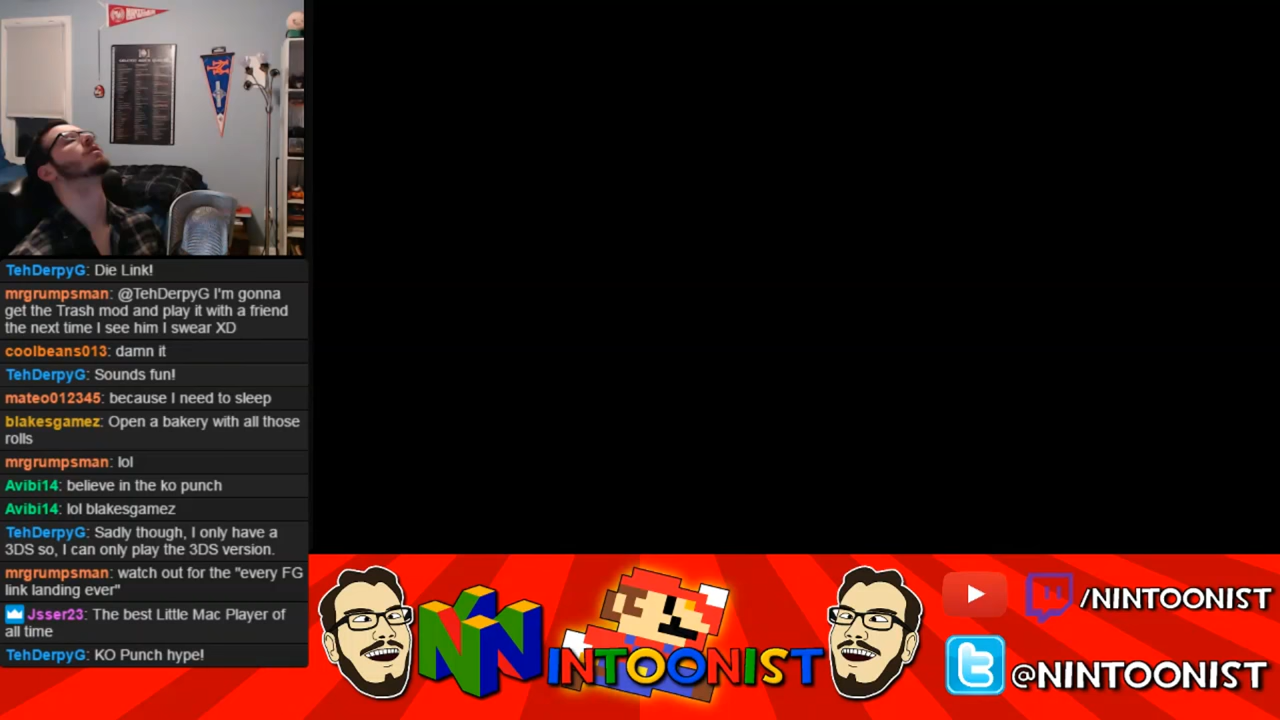 TehDerpyG: Die Link!
mrgrumpsman: @TehDerpyG I'm gonna
get the Trash mod and play it with a friend
the next time I see him I swear XD
coolbeans013: damn it
TehDerpyG: Sounds fun!
mateo012345: because I need to sleep
blakesgamez: Open a bakery with all those
rolls
mrgrumpsman: lol
Avibi14: believe in the ko punch
Avibi14: lol blakesgamez
TehDerpyG: Sadly though, I only have a
3DS so, I can only play the 3DS version.
mrgrumpsman: watch out for the "every FG
link landing ever"
Jsser23: The best Little Mac Player of
all time
TehDerpyG: KO Punch hype!
NINTOONIST
/NINTOONIST
@NINTOONIST